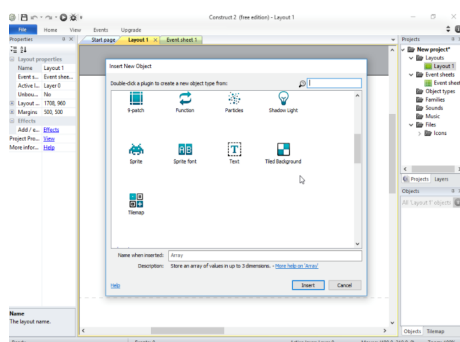 Construct 2 (free edition) - Layout 1
File Home View Events Upgrade
Properties
Start page Layout 1 Event sheet 1
Projects
Layout properties
Name Layout 1
Event s... Event shee...
Active l... Layer 0
Unbou... No
Layout ... 1708, 960
Margins 500, 500
Effects
Add / e... Effects
Project Pro... View
More infor... Help
Name
The layout name.
Insert New Object
Double-click a plugin to create a new object type from:
9-patch Function Particles Shadow Light
Sprite Sprite font Text Tiled Background
Tilemap
Name when inserted: Array
Description: Store an array of values in up to 3 dimensions. - More help on 'Array'
Help Insert Cancel
New project*
Layouts
Layout 1
Event sheets
Event sheet
Object types
Families
Sounds
Music
Files
Icons
Projects Layers
Objects
All 'Layout 1' objects
Objects Tilemap